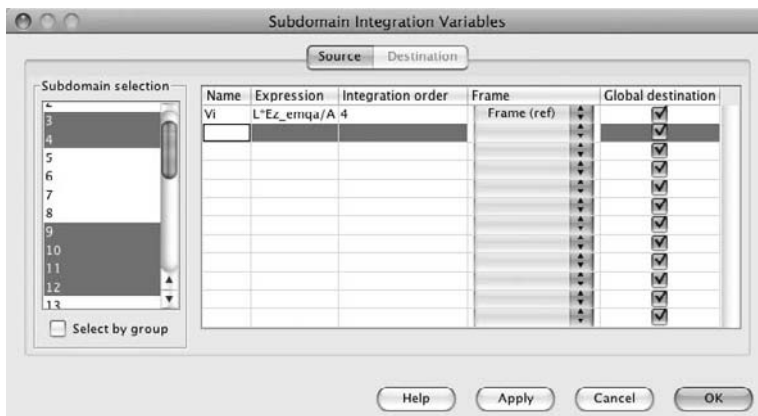 Subdomain Integration Variables
Source Destination
Subdomain selection
2
3
4
5
6
7
8
9
10
11
12
13
Select by group
Name Expression Integration order Frame Global destination
Vi L*Ez_emqa/A 4 Frame (ref)
Help Apply Cancel OK